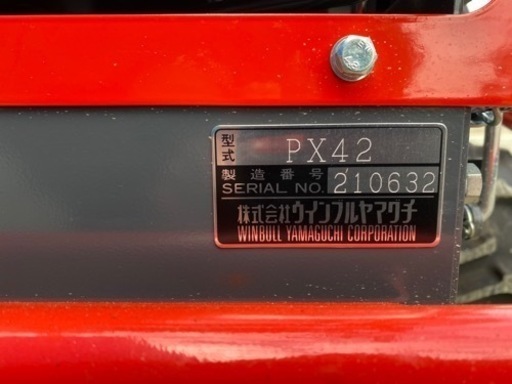 型式 PX42
製造番号
SERIAL NO. 210632
株式会社ウインブルヤマグチ
WINBULL YAMAGUCHI CORPORATION